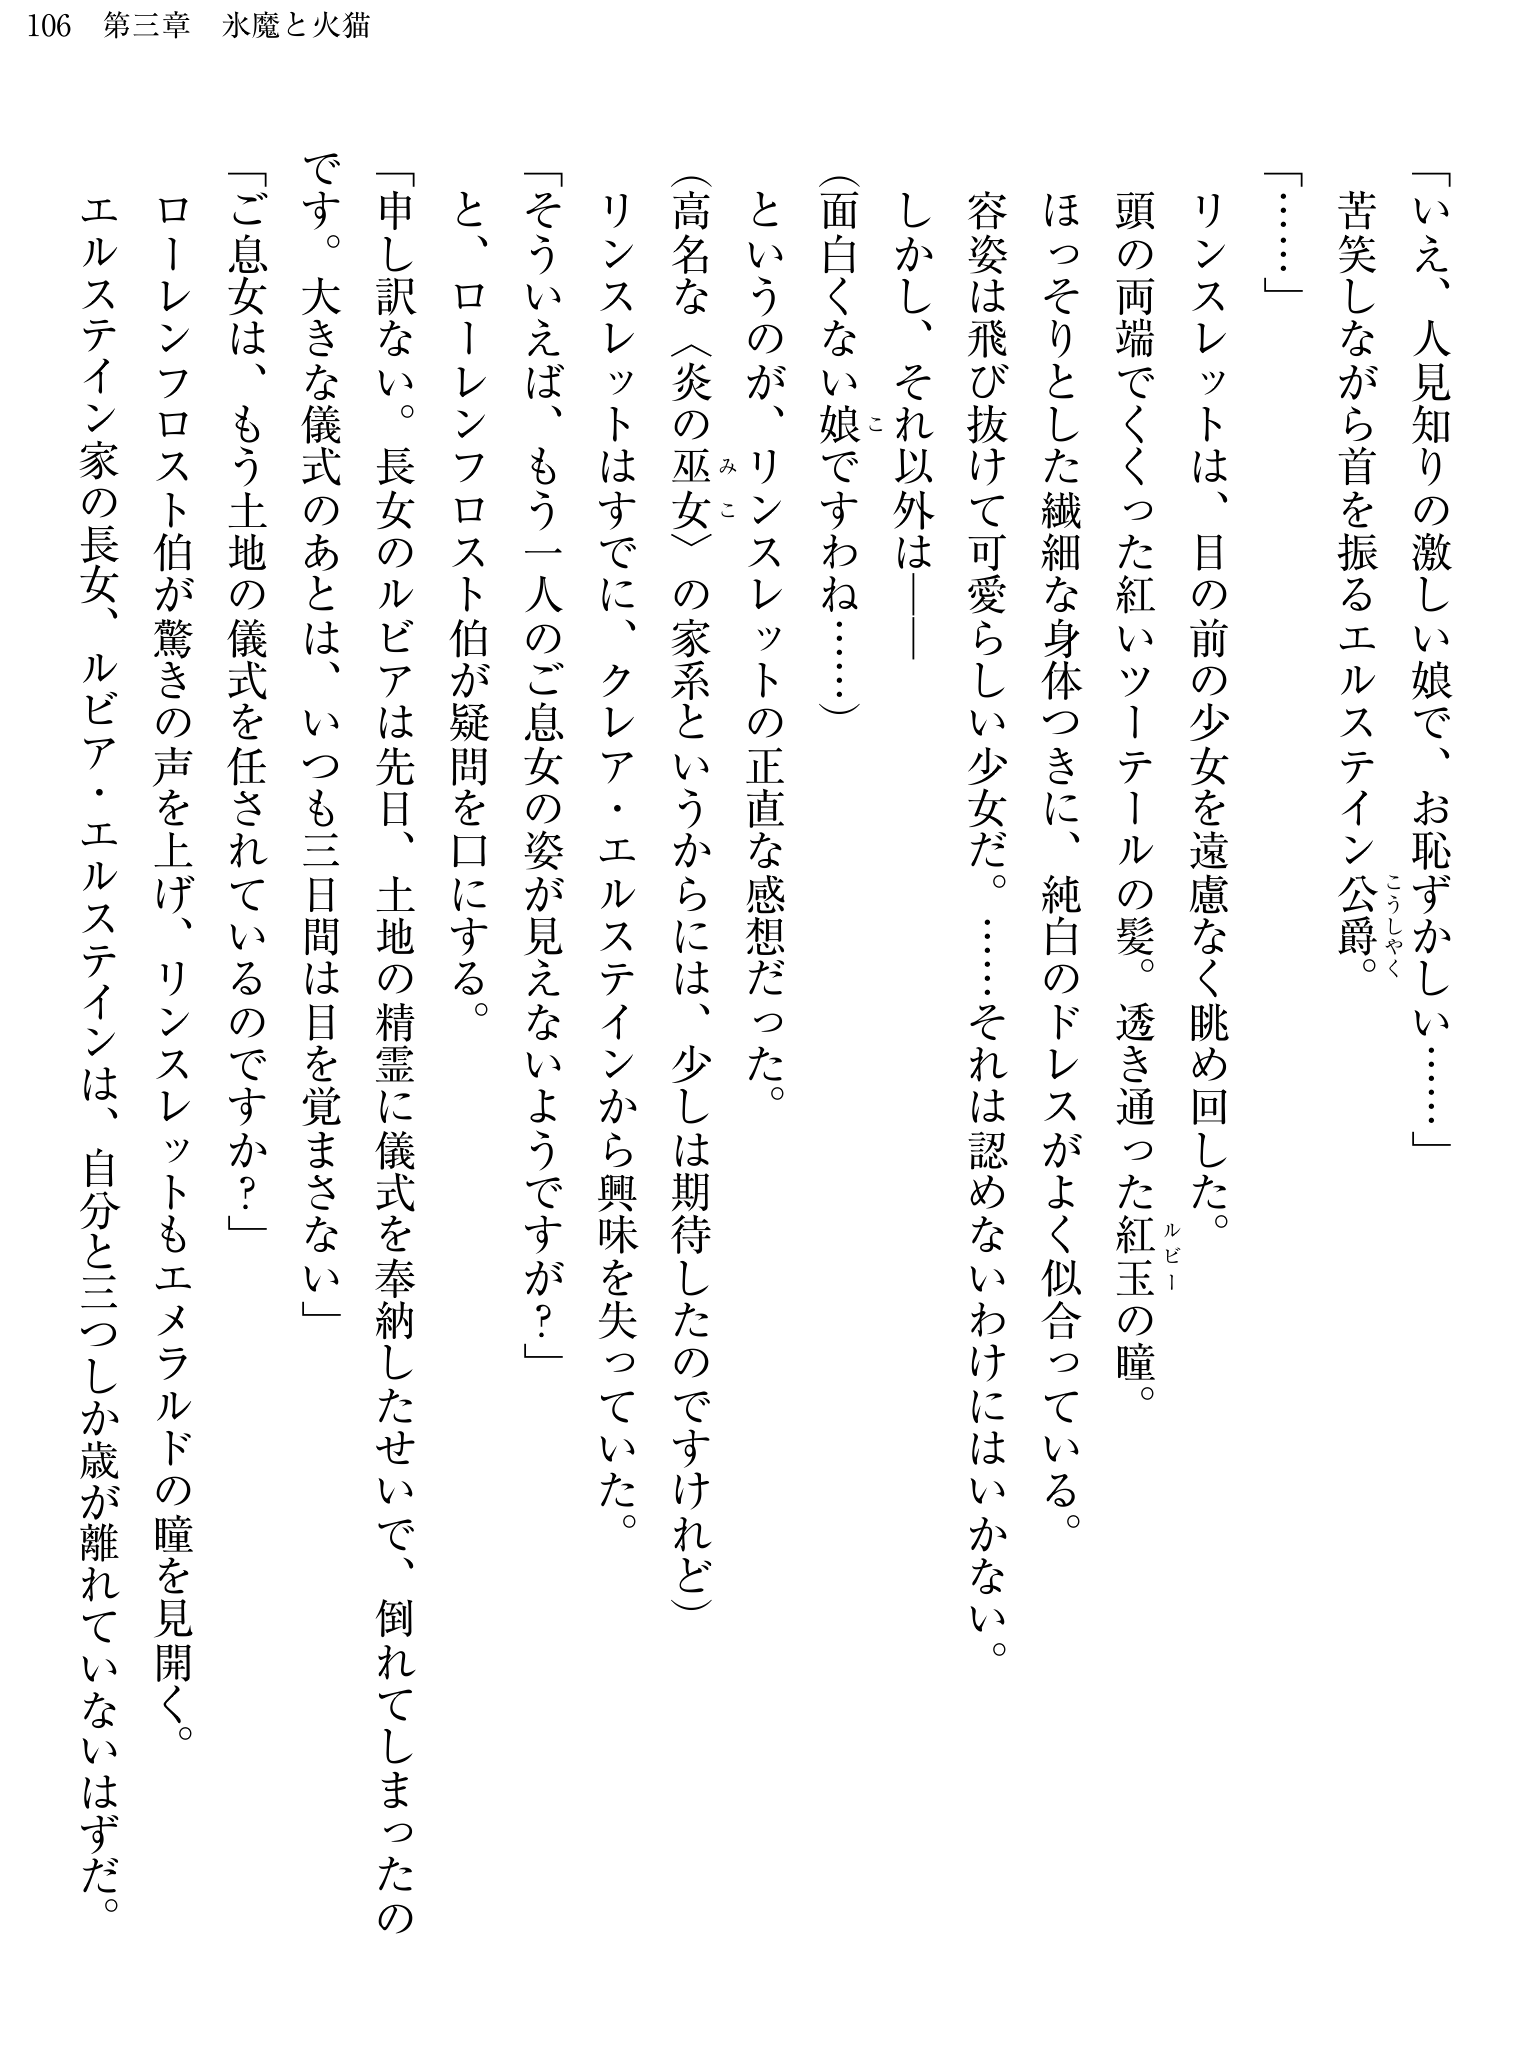 106　第三章　氷魔と火猫
「いえ、人見知りの激しい娘で、お恥ずかしい……」
苦笑しながら首を振るエルステイン公爵。
「……」
リンスレットは、目の前の少女を遠慮なく眺め回した。
頭の両端でくくった紅いツーテールの髪。透き通った紅玉の瞳。
ほっそりとした繊細な身体つきに、純白のドレスがよく似合っている。
容姿は飛び抜けて可愛らしい少女だ。……それは認めないわけにはいかない。
しかし、それ以外は――
（面白くない娘ですわね……）
というのが、リンスレットの正直な感想だった。
（高名な〈炎の巫女〉の家系というからには、少しは期待したのですけれど）
リンスレットはすでに、クレア・エルステインから興味を失っていた。
「そういえば、もう一人のご息女の姿が見えないようですが？」
と、ローレンフロスト伯が疑問を口にする。
「申し訳ない。長女のルビアは先日、土地の精霊に儀式を奉納したせいで、倒れてしまったの
です。大きな儀式のあとは、いつも三日間は目を覚まさない」
「ご息女は、もう土地の儀式を任されているのですか？」
ローレンフロスト伯が驚きの声を上げ、リンスレットもエメラルドの瞳を見開く。
エルステイン家の長女、ルビア・エルステインは、自分と三つしか歳が離れていないはずだ。
こうしゃく
ルビー
こ
みこ